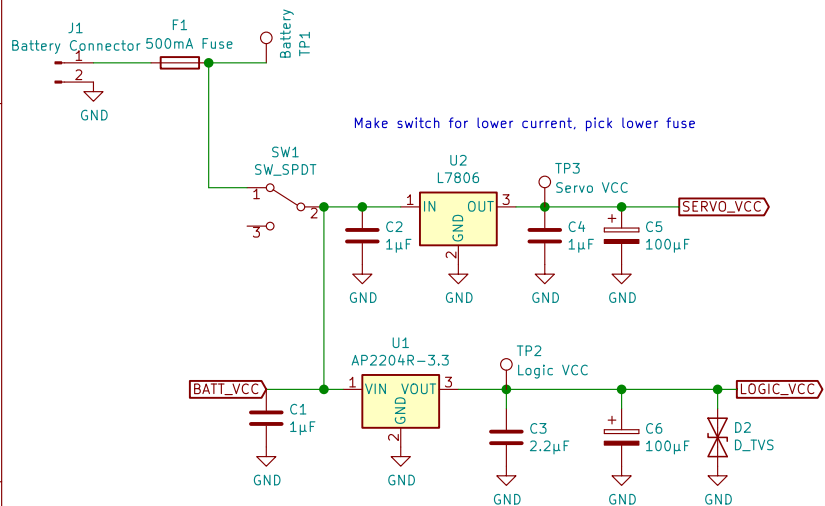 J1
Battery Connector
1
2
GND
F1
500mA Fuse
Battery
TP1
Make switch for lower current, pick lower fuse
SW1
SW_SPDT
1
2
3
U2
L7806
1
IN
OUT
3
GND
2
GND
C2
1µF
GND
TP3
Servo VCC
SERVO_VCC
C4
1µF
GND
+
C5
100µF
GND
U1
AP2204R-3.3
BATT_VCC
1
VIN
VOUT
3
GND
2
GND
C1
1µF
GND
TP2
Logic VCC
LOGIC_VCC
C3
2.2µF
GND
+
C6
100µF
GND
D2
D_TVS
GND